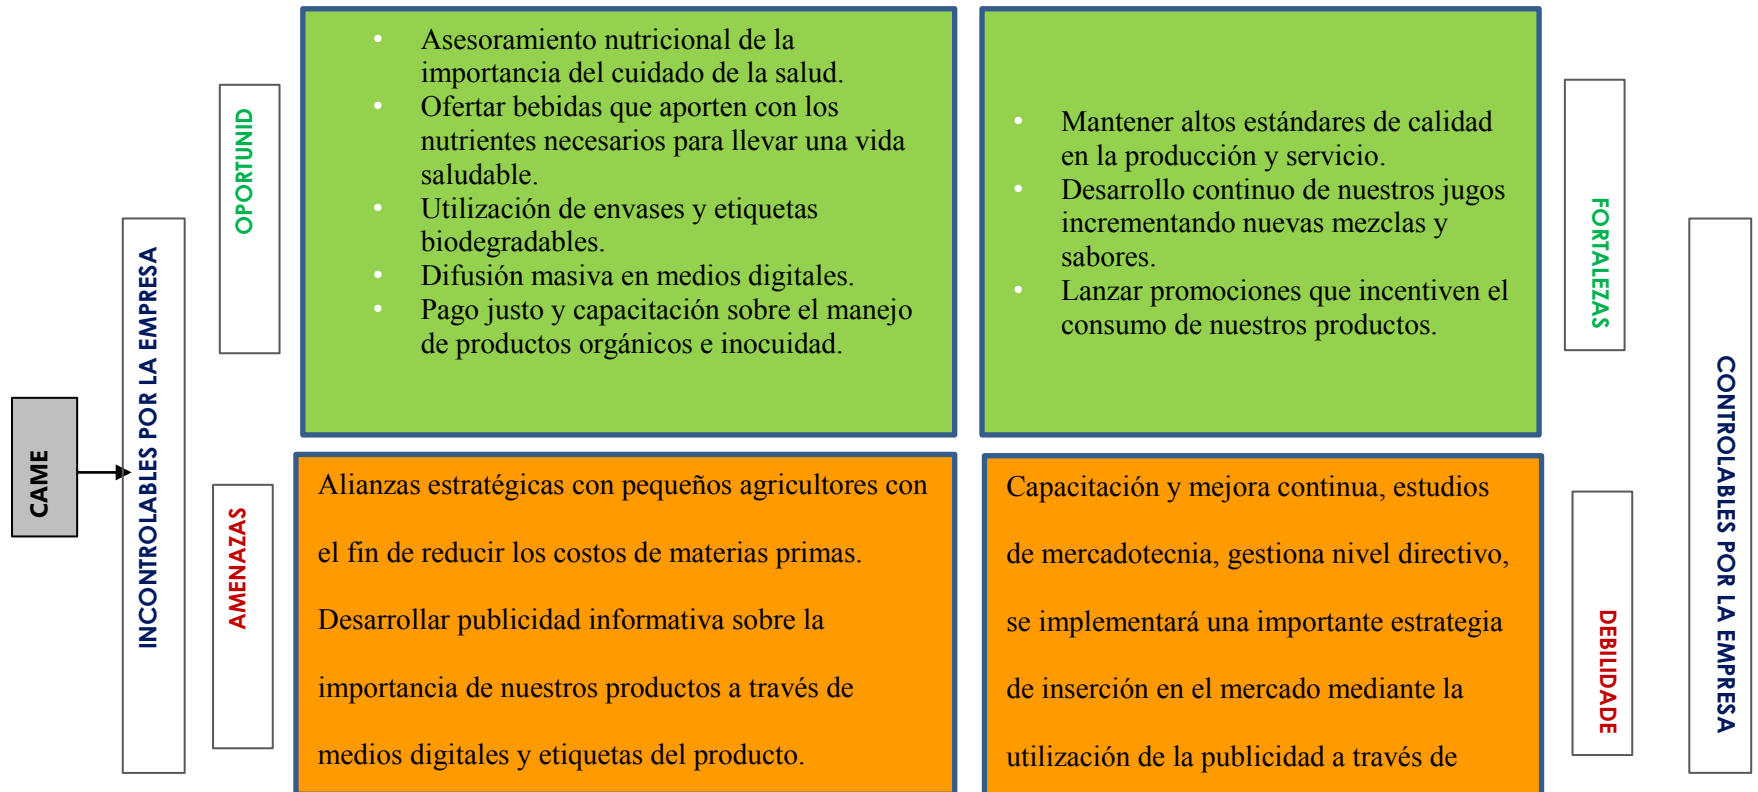 CAME
INCONTROLABLES POR LA EMPRESA
OPORTUNID
• Asesoramiento nutricional de la
importancia del cuidado de la salud.
• Ofertar bebidas que aporten con los
nutrientes necesarios para llevar una vida
saludable.
• Utilización de envases y etiquetas
biodegradables.
• Difusión masiva en medios digitales.
• Pago justo y capacitación sobre el manejo
de productos orgánicos e inocuidad.
• Mantener altos estándares de calidad
en la producción y servicio.
• Desarrollo continuo de nuestros jugos
incrementando nuevas mezclas y
sabores.
• Lanzar promociones que incentiven el
consumo de nuestros productos.
FORTALEZAS
CONTROLABLES POR LA EMPRESA
AMENAZAS
Alianzas estratégicas con pequeños agricultores con
el fin de reducir los costos de materias primas.
Desarrollar publicidad informativa sobre la
importancia de nuestros productos a través de
medios digitales y etiquetas del producto.
Capacitación y mejora continua, estudios
de mercadotecnia, gestiona nivel directivo,
se implementará una importante estrategia
de inserción en el mercado mediante la
utilización de la publicidad a través de
DEBILIDADE